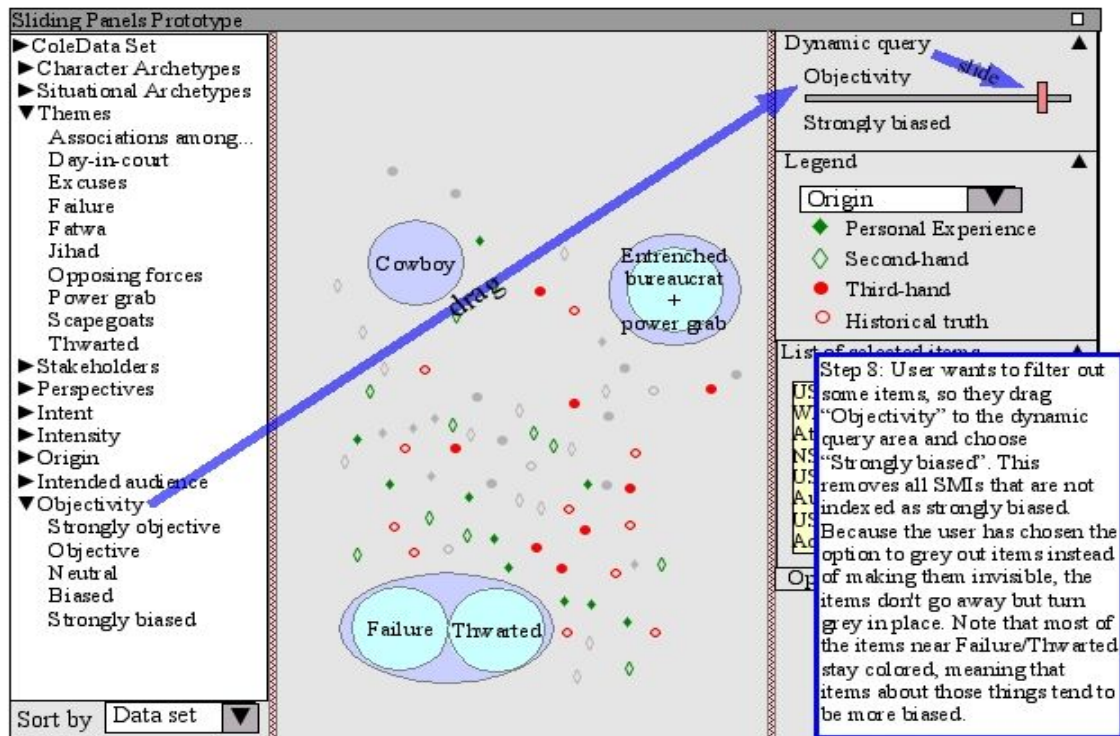 Sliding Panels Prototype
▶ColeData Set
▶Character Archetypes
▶Situational Archetypes
▼Themes
Associations among...
Day-in-court
Excuses
Failure
Fatwa
Jihad
Opposing forces
Power grab
Scapegoats
Thwarted
▶Stakeholders
▶Perspectives
▶Intent
▶Intensity
▶Origin
▶Intended audience
▼Objectivity
Strongly objective
Objective
Neutral
Biased
Strongly biased
Sort by Data set ▼
Cowboy
drag
Entrenched
bureaucrat
+
power grab
Failure Thwarted
Dynamic query ▲
slide
Objectivity
Strongly biased
Legend ▲
Origin ▼
Personal Experience
Second-hand
Third-hand
Historical truth
List of selected items
Step 8: User wants to filter out
some items, so they drag
“Objectivity” to the dynamic
query area and choose
“Strongly biased”. This
removes all SMIs that are not
indexed as strongly biased
Because the user has chosen the
option to grey out items instead
of making them invisible, the
items don't go away but turn
grey in place. Note that most of
the items near Failure/Thwarted
stay colored, meaning that
items about those things tend to
be more biased.